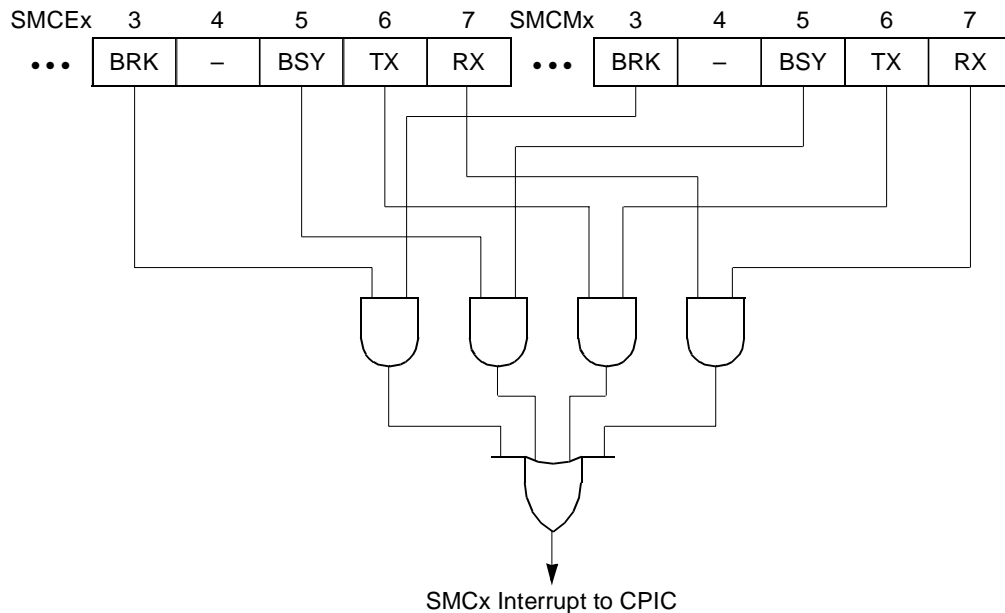 SMCEx 3 4 5 6 7 SMCMx 3 4 5 6 7
••• BRK – BSY TX RX ••• BRK – BSY TX RX
SMCx Interrupt to CPIC